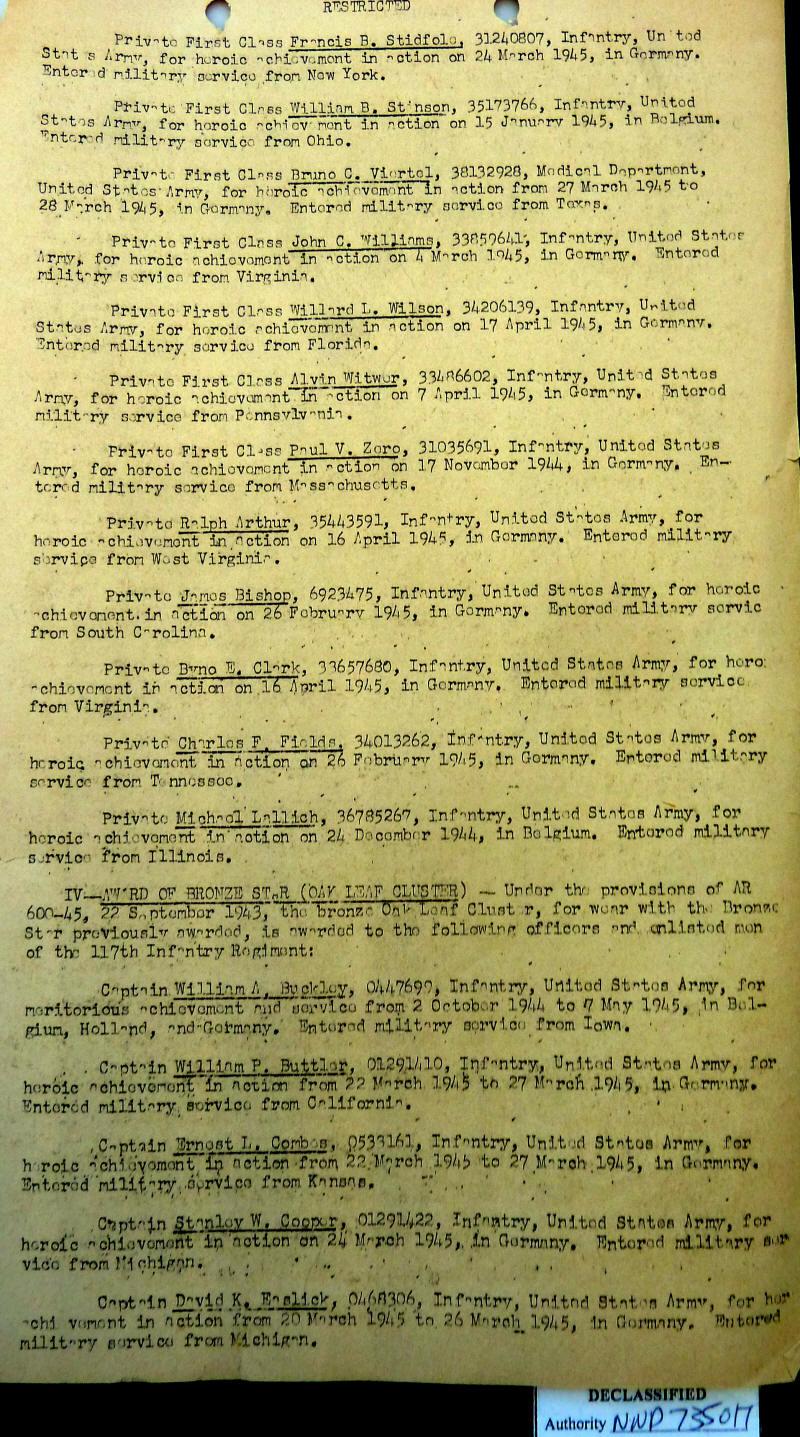 RESTRICTED
Private First Class Francis B. Stidfole, 31240807, Infantry, United
States Army, for heroic achievement in action on 24 March 1945, in Germany.
Entered military service from New York.
Private First Class William B. Stinson, 35173766, Infantry, United
States Army, for heroic achievement in action on 15 January 1945, in Belgium.
Entered military service from Ohio.
Private First Class Bruno C. Viertel, 38132928, Medical Department,
United States Army, for heroic achievement in action from 27 March 1945 to
28 March 1945, in Germany. Entered military service from Texas.
Private First Class John C. Williams, 33859641, Infantry, United States
Army, for heroic achievement in action on 4 March 1945, in Germany. Entered
military service from Virginia.
Private First Class Willard L. Wilson, 34206139, Infantry, United
States Army, for heroic achievement in action on 17 April 1945, in Germany.
Entered military service from Florida.
Private First Class Alvin Witwer, 33486602, Infantry, United States
Army, for heroic achievement in action on 7 April 1945, in Germany. Entered
military service from Pennsylvania.
Private First Class Paul V. Zoro, 31035691, Infantry, United States
Army, for heroic achievement in action on 17 November 1944, in Germany. En-
tered military service from Massachusetts.
Private Ralph Arthur, 35443591, Infantry, United States Army, for
heroic achievement in action on 16 April 1945, in Germany. Entered military
service from West Virginia.
Private James Bishop, 6923475, Infantry, United States Army, for heroic
achievement in action on 26 February 1945, in Germany. Entered military servic
from South Carolina.
Private Byno E. Clark, 33657680, Infantry, United States Army, for hero
achievement in action on 16 April 1945, in Germany. Entered military service
from Virginia.
Private Charles F. Fields, 34013262, Infantry, United States Army, for
heroic achievement in action on 26 February 1945, in Germany. Entered military
service from Tennessee.
Private Michael Lallich, 36785267, Infantry, United States Army, for
heroic achievement in action on 24 December 1944, in Belgium. Entered military
service from Illinois.
IV—AWARD OF BRONZE STAR (OAK LEAF CLUSTER) — Under the provisions of AR
600-45, 22 September 1943, the bronze Oak Leaf Cluster, for wear with the Bronze
Star previously awarded, is awarded to the following officers and enlisted men
of the 117th Infantry Regiment:
Captain William A. Buckley, O447699, Infantry, United States Army, for
meritorious achievement and service from 2 October 1944 to 7 May 1945, in Bel-
gium, Holland, and Germany. Entered military service from Iowa.
Captain William P. Buttler, O1291410, Infantry, United States Army, for
heroic achievement in action from 22 March 1945 to 27 March 1945, in Germany.
Entered military service from California.
Captain Ernest L. Combes, O533161, Infantry, United States Army, for
heroic achievement in action from 22 March 1945 to 27 March 1945, in Germany.
Entered military service from Kansas.
Captain Stanley W. Cooper, O1291422, Infantry, United States Army, for
heroic achievement in action on 24 March 1945, in Germany. Entered military ser
vice from Michigan.
Captain David K. Easlick, O468306, Infantry, United States Army, for her
achievement in action from 20 March 1945 to 26 March 1945, in Germany. Entered
military service from Michigan.
DECLASSIFIED
Authority NND 735017